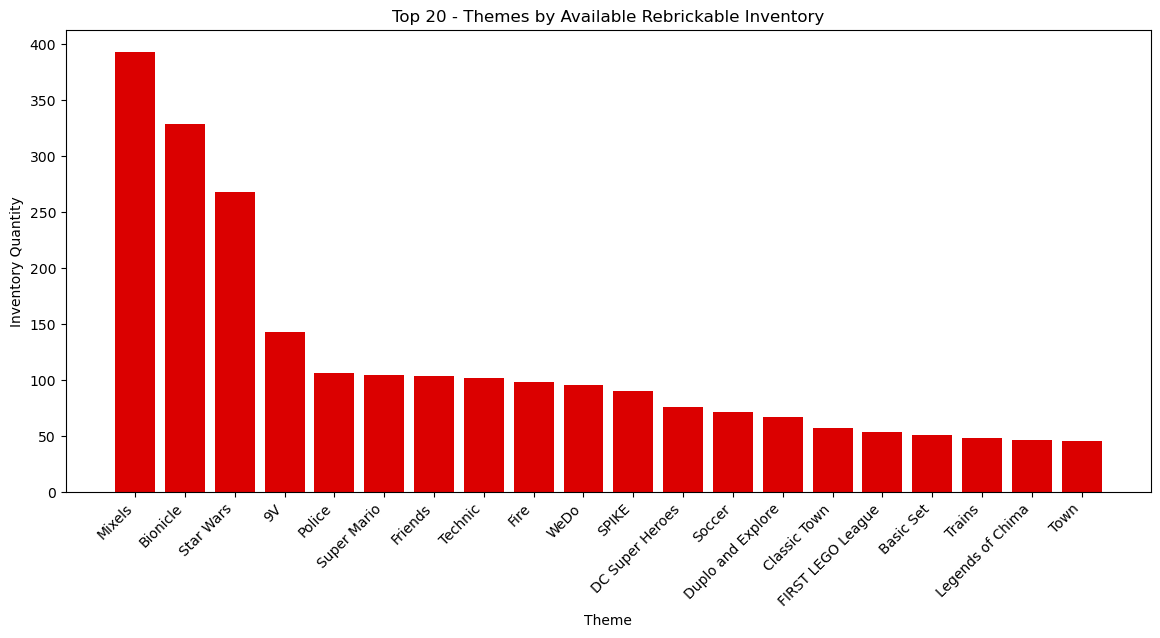 Top 20 - Themes by Available Rebrickable Inventory
Inventory Quantity
400
350
300
250
200
150
100
50
0
Mixels
Bionicle
Star Wars
9V
Police
Super Mario
Friends
Technic
Fire
WeDo
SPIKE
DC Super Heroes
Soccer
Duplo and Explore
Classic Town
FIRST LEGO League
Basic Set
Trains
Legends of Chima
Town
Theme